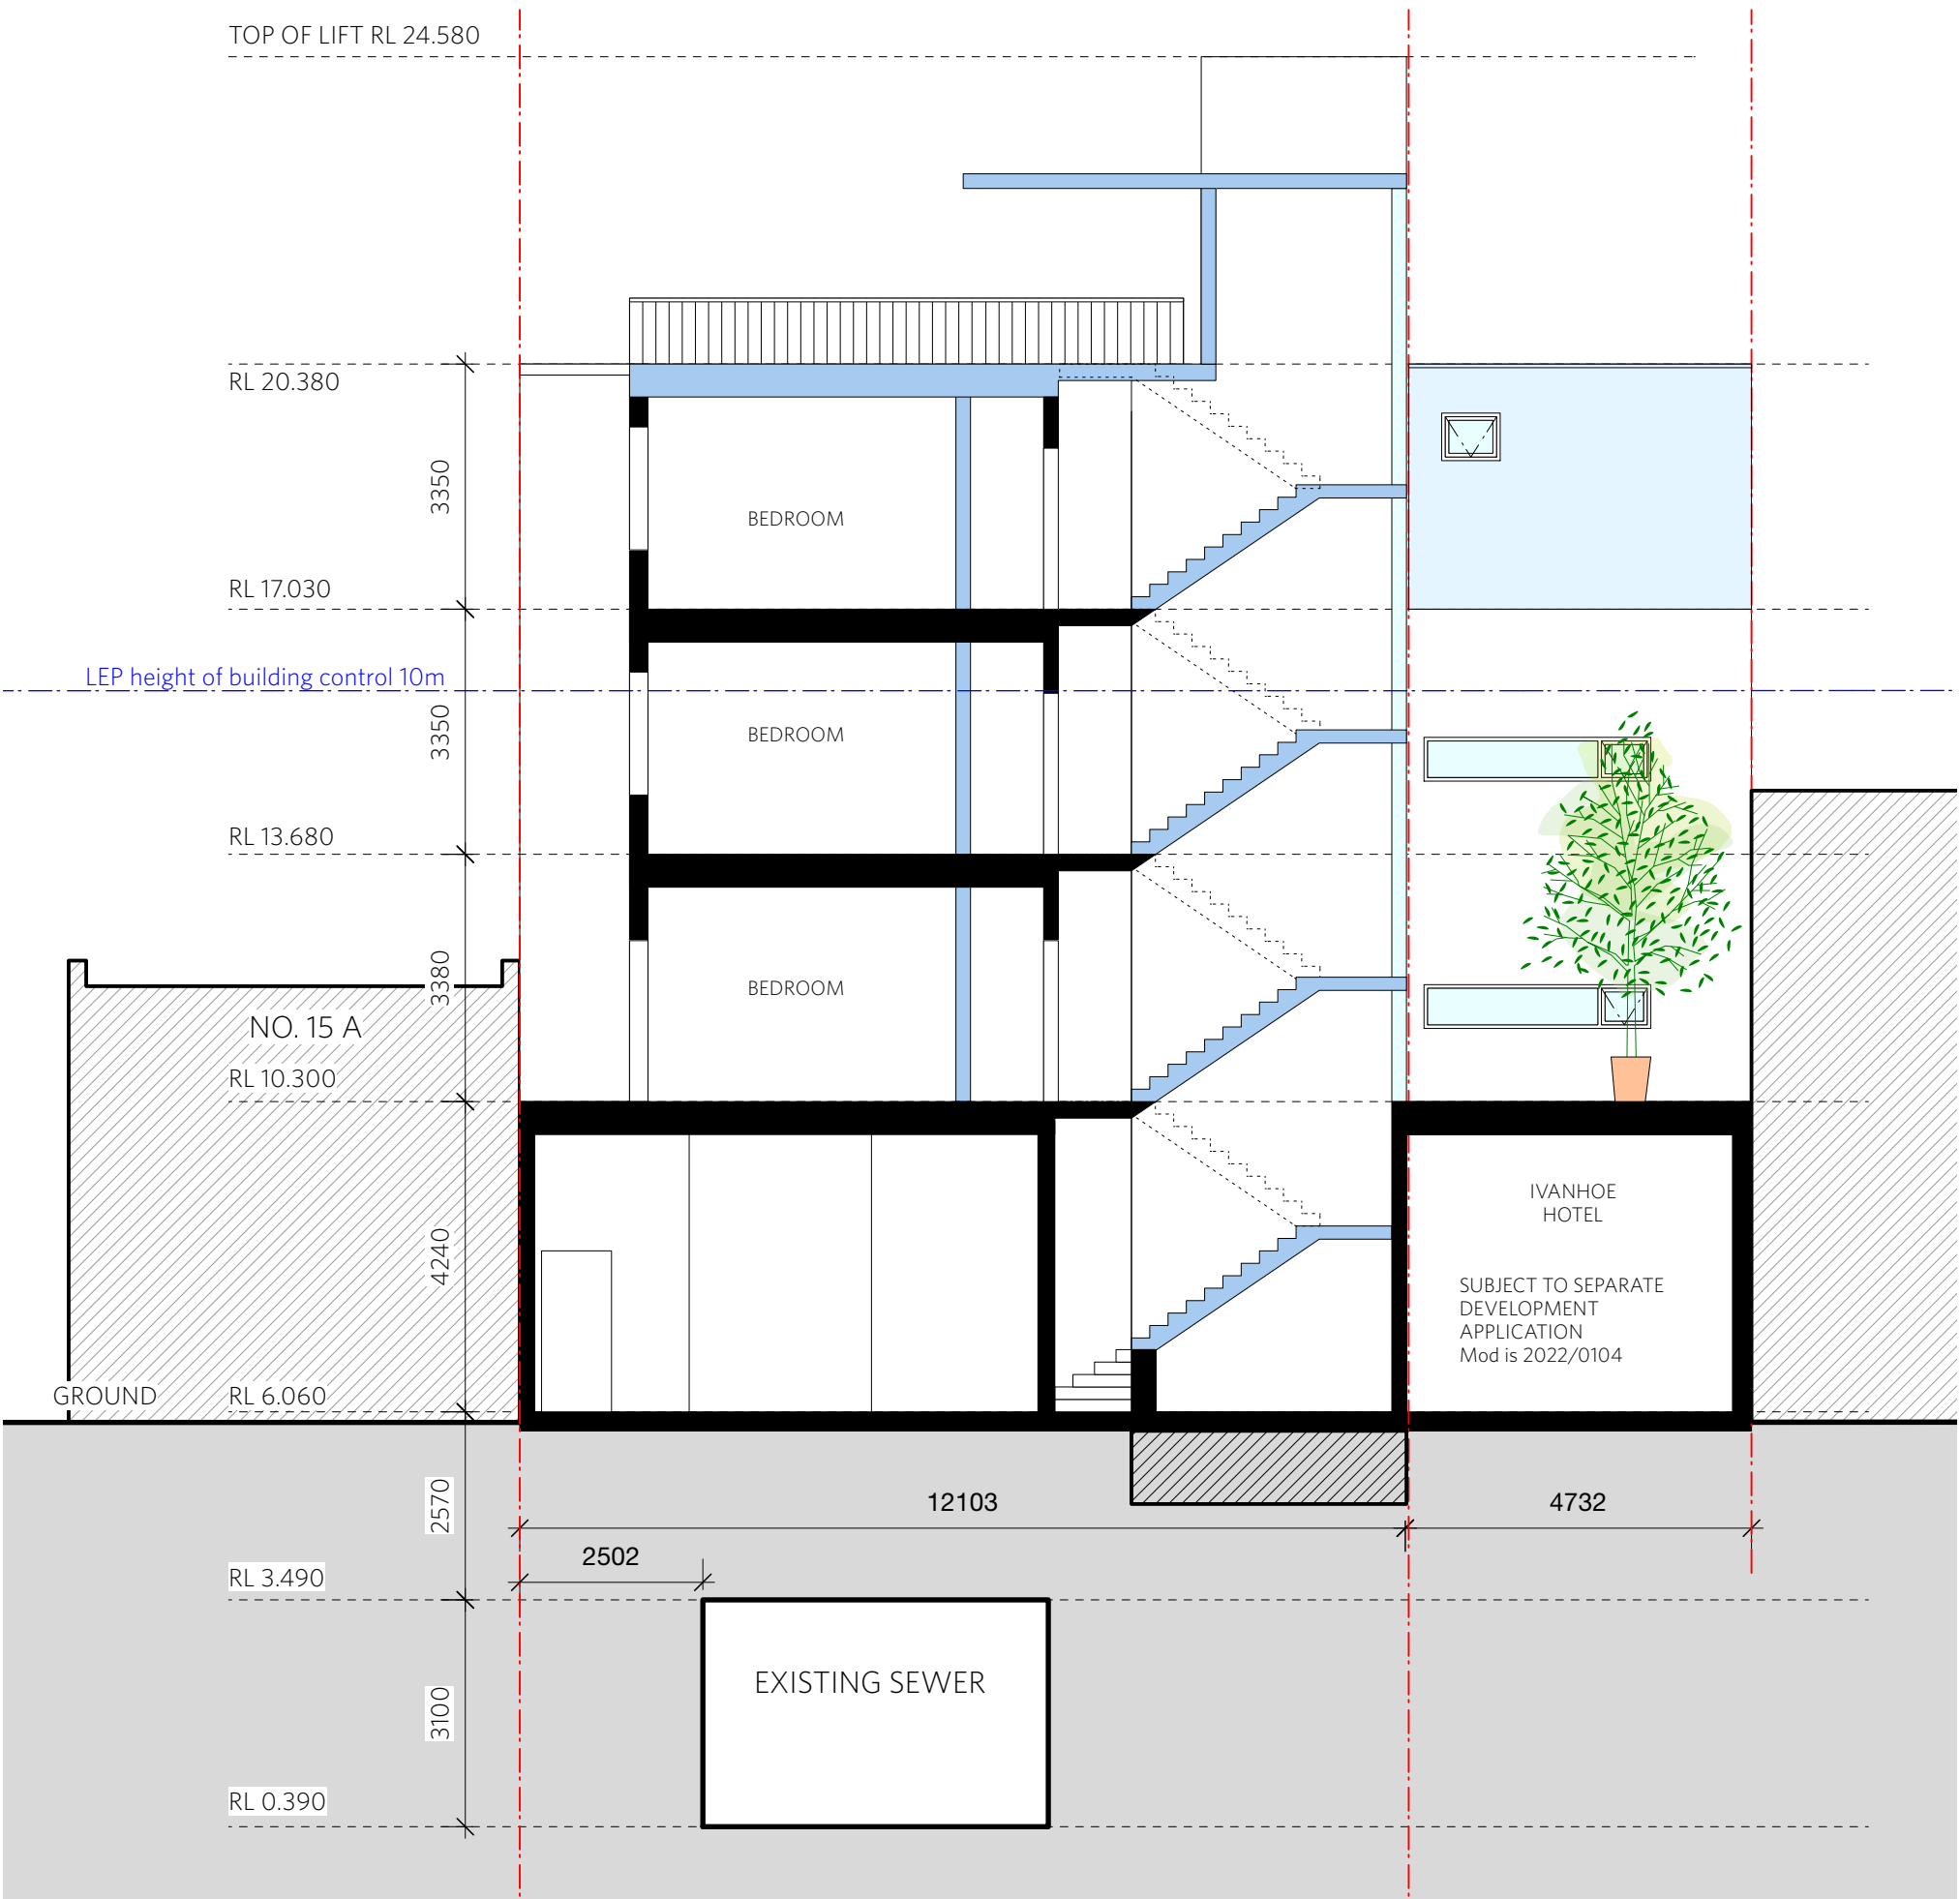 TOP OF LIFT RL 24.580
RL 20.380
3350
BEDROOM
RL 17.030
LEP height of building control 10m
3350
BEDROOM
RL 13.680
3380
BEDROOM
NO. 15 A
RL 10.300
4240
IVANHOE
HOTEL
SUBJECT TO SEPARATE
DEVELOPMENT
APPLICATION
Mod is 2022/0104
GROUND
RL 6.060
2570
12103
4732
2502
RL 3.490
EXISTING SEWER
3100
RL 0.390